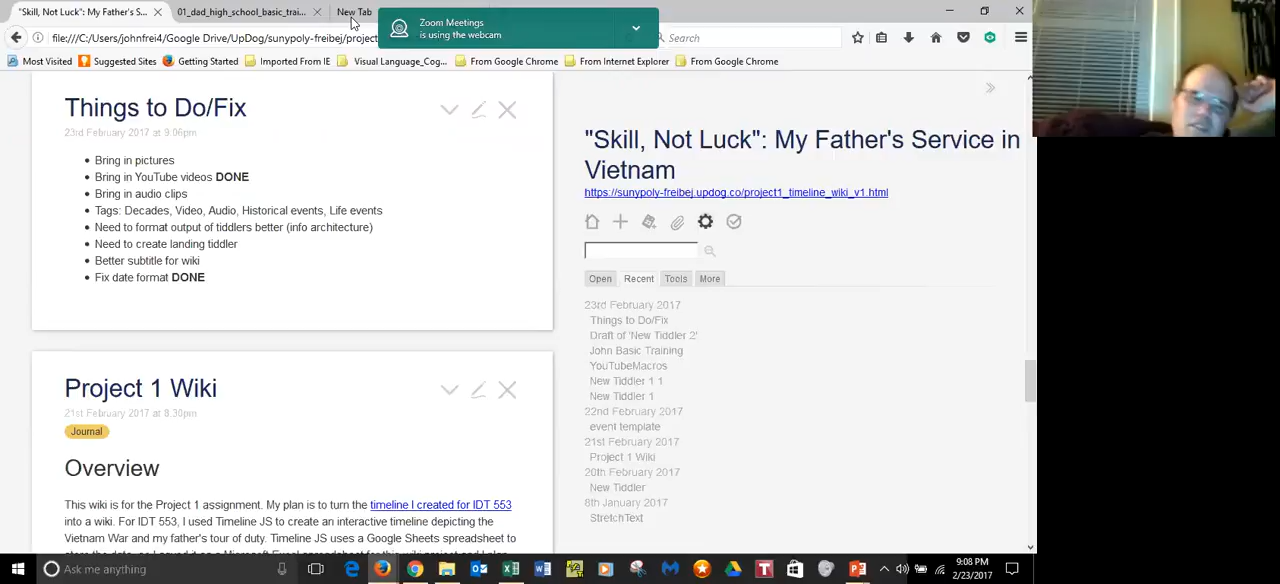 "Skill, Not Luck": My Father's S...
01_dad_high_school_basic_trai...
New Tab
Zoom Meetings
is using the webcam
file:///C:/Users/johnfrei4/Google Drive/UpDog/sunypoly-freibej/project
Search
Most Visited
Suggested Sites
Getting Started
Imported From IE
Visual Language_Cog...
From Google Chrome
From Internet Explorer
From Google Chrome
Things to Do/Fix
23rd February 2017 at 9.06pm
Bring in pictures
Bring in YouTube videos DONE
Bring in audio clips
Tags: Decades, Video, Audio, Historical events, Life events
Need to format output of tiddlers better (info architecture)
Need to create landing tiddler
Better subtitle for wiki
Fix date format DONE
Project 1 Wiki
21st February 2017 at 8.30pm
Journal
Overview
This wiki is for the Project 1 assignment. My plan is to turn the timeline I created for IDT 553
into a wiki. For IDT 553, I used Timeline JS to create an interactive timeline depicting the
Vietnam War and my father's tour of duty. Timeline JS uses a Google Sheets spreadsheet to
"Skill, Not Luck": My Father's Service in
Vietnam
https://sunypoly-freibej.updog.co/project1_timeline_wiki_v1.html
Open
Recent
Tools
More
23rd February 2017
Things to Do/Fix
Draft of 'New Tiddler 2'
John Basic Training
YouTubeMacros
New Tiddler 1 1
New Tiddler 1
22nd February 2017
event template
21st February 2017
Project 1 Wiki
20th February 2017
New Tiddler
8th January 2017
StretchText
Ask me anything
9:08 PM
2/23/2017